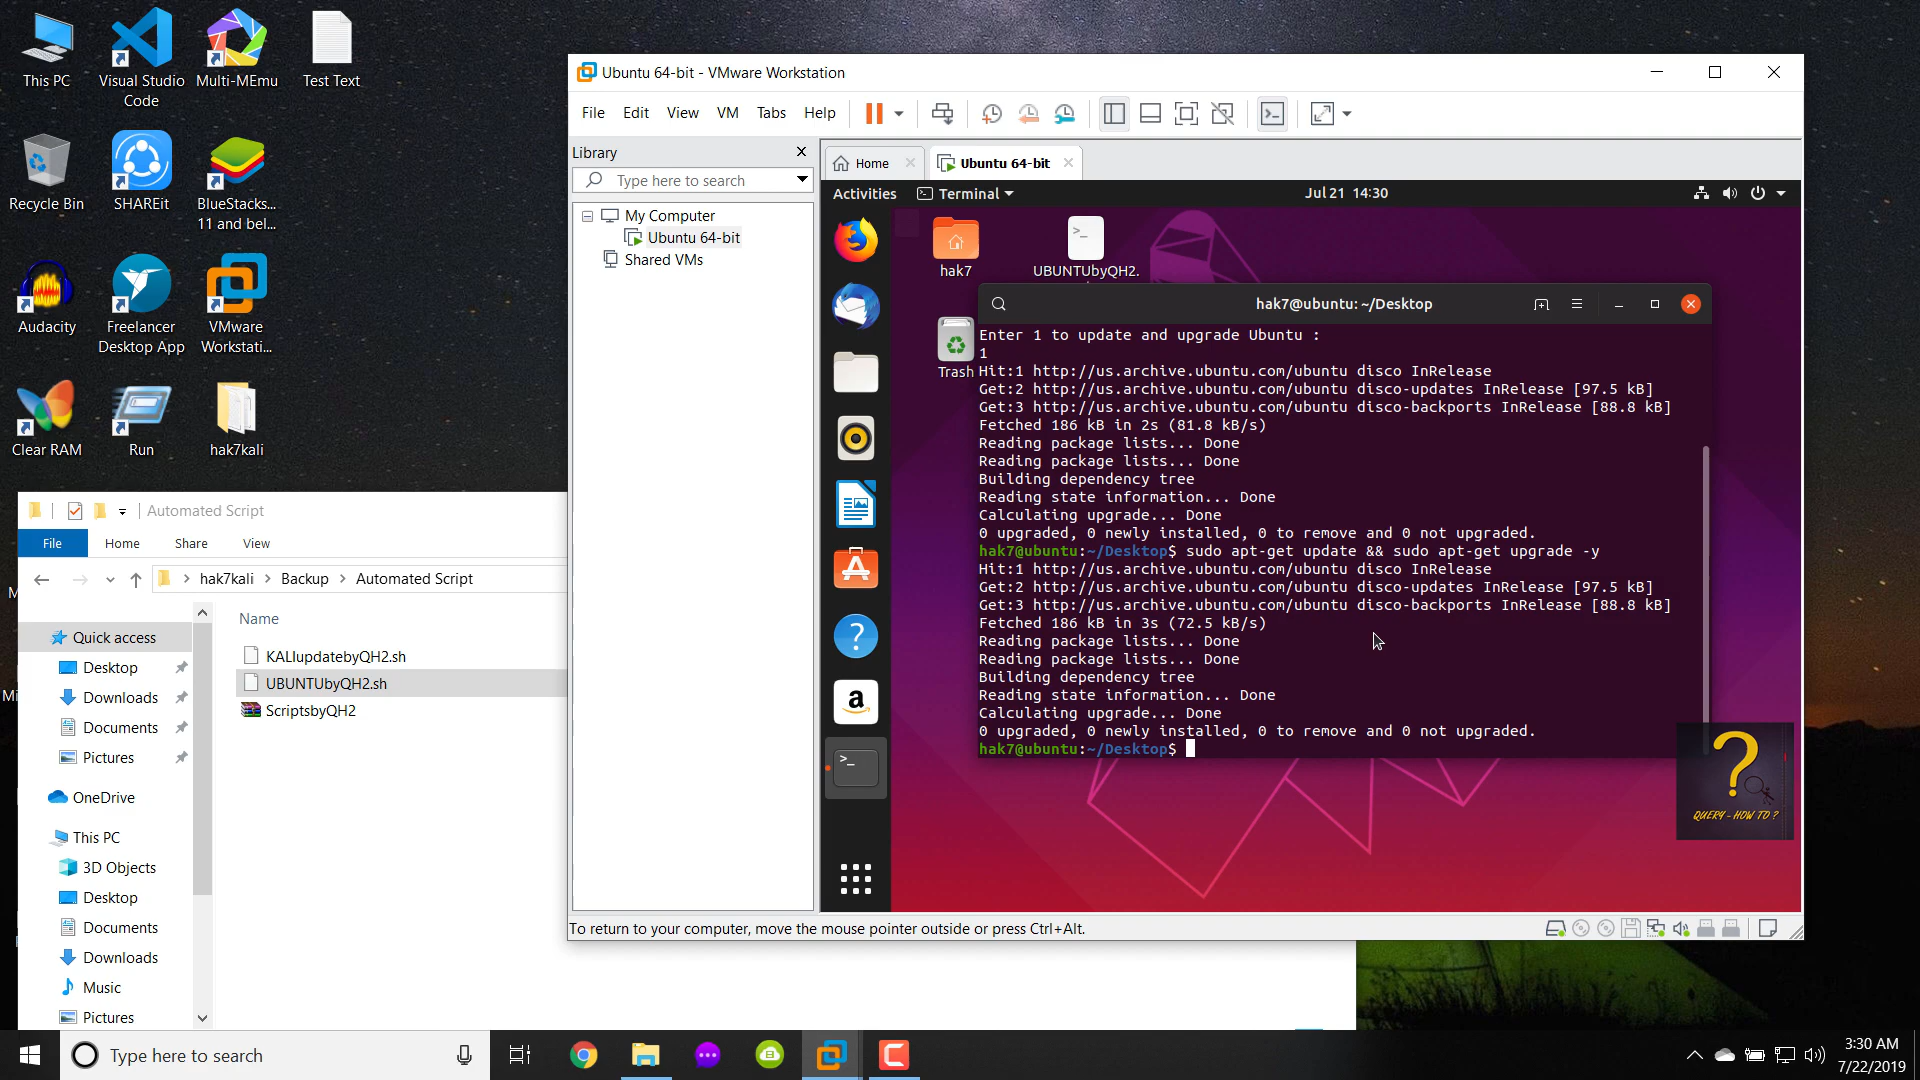 This PC
Visual Studio
Code
Multi-MEmu
Test Text
Recycle Bin
SHAREit
BlueStacks...
11 and bel...
Audacity
Freelancer
Desktop App
VMware
Workstati...
Clear RAM
Run
hak7kali
Automated Script
File
Home
Share
View
hak7kali > Backup > Automated Script
Name
Quick access
Desktop
Downloads
Documents
Pictures
OneDrive
This PC
3D Objects
Desktop
Documents
Downloads
Music
Pictures
KALIupdatebyQH2.sh
UBUNTUbyQH2.sh
ScriptsbyQH2
Ubuntu 64-bit - VMware Workstation
File Edit View VM Tabs Help
Library
Type here to search
My Computer
Ubuntu 64-bit
Shared VMs
Home
Ubuntu 64-bit
Activities
Terminal
Jul 21 14:30
hak7
UBUNTUbyQH2.
Trash
hak7@ubuntu: ~/Desktop
Enter 1 to update and upgrade Ubuntu :
1
Hit:1 http://us.archive.ubuntu.com/ubuntu disco InRelease
Get:2 http://us.archive.ubuntu.com/ubuntu disco-updates InRelease [97.5 kB]
Get:3 http://us.archive.ubuntu.com/ubuntu disco-backports InRelease [88.8 kB]
Fetched 186 kB in 2s (81.8 kB/s)
Reading package lists... Done
Reading package lists... Done
Building dependency tree
Reading state information... Done
Calculating upgrade... Done
0 upgraded, 0 newly installed, 0 to remove and 0 not upgraded.
hak7@ubuntu:~/Desktop$ sudo apt-get update && sudo apt-get upgrade -y
Hit:1 http://us.archive.ubuntu.com/ubuntu disco InRelease
Get:2 http://us.archive.ubuntu.com/ubuntu disco-updates InRelease [97.5 kB]
Get:3 http://us.archive.ubuntu.com/ubuntu disco-backports InRelease [88.8 kB]
Fetched 186 kB in 3s (72.5 kB/s)
Reading package lists... Done
Reading package lists... Done
Building dependency tree
Reading state information... Done
Calculating upgrade... Done
0 upgraded, 0 newly installed, 0 to remove and 0 not upgraded.
hak7@ubuntu:~/Desktop$
?
QUERY - HOW TO ?
To return to your computer, move the mouse pointer outside or press Ctrl+Alt.
Type here to search
3:30 AM
7/22/2019